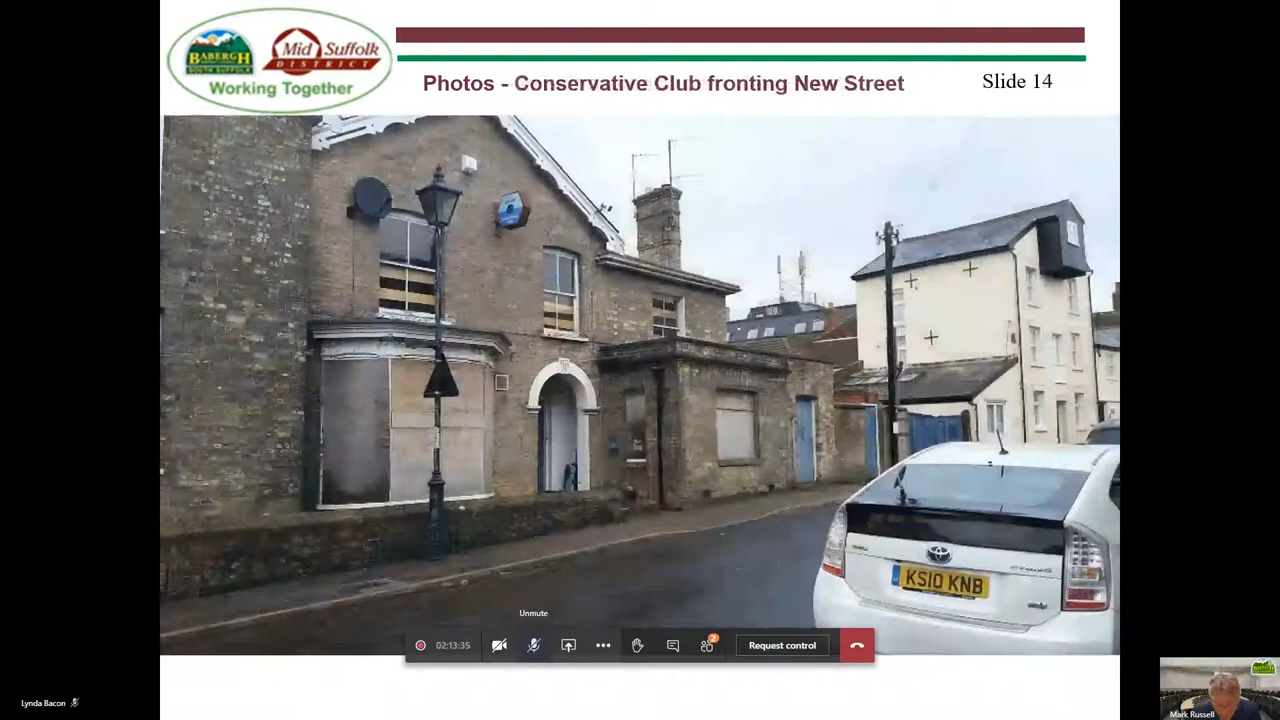 BABERGH
SOUTH SUFFOLK
Mid Suffolk
DISTRICT
Working Together
Photos - Conservative Club fronting New Street
Slide 14
KS10 KNB
Unmute
02:13:35
2
Request control
Lynda Bacon
Mark Russell